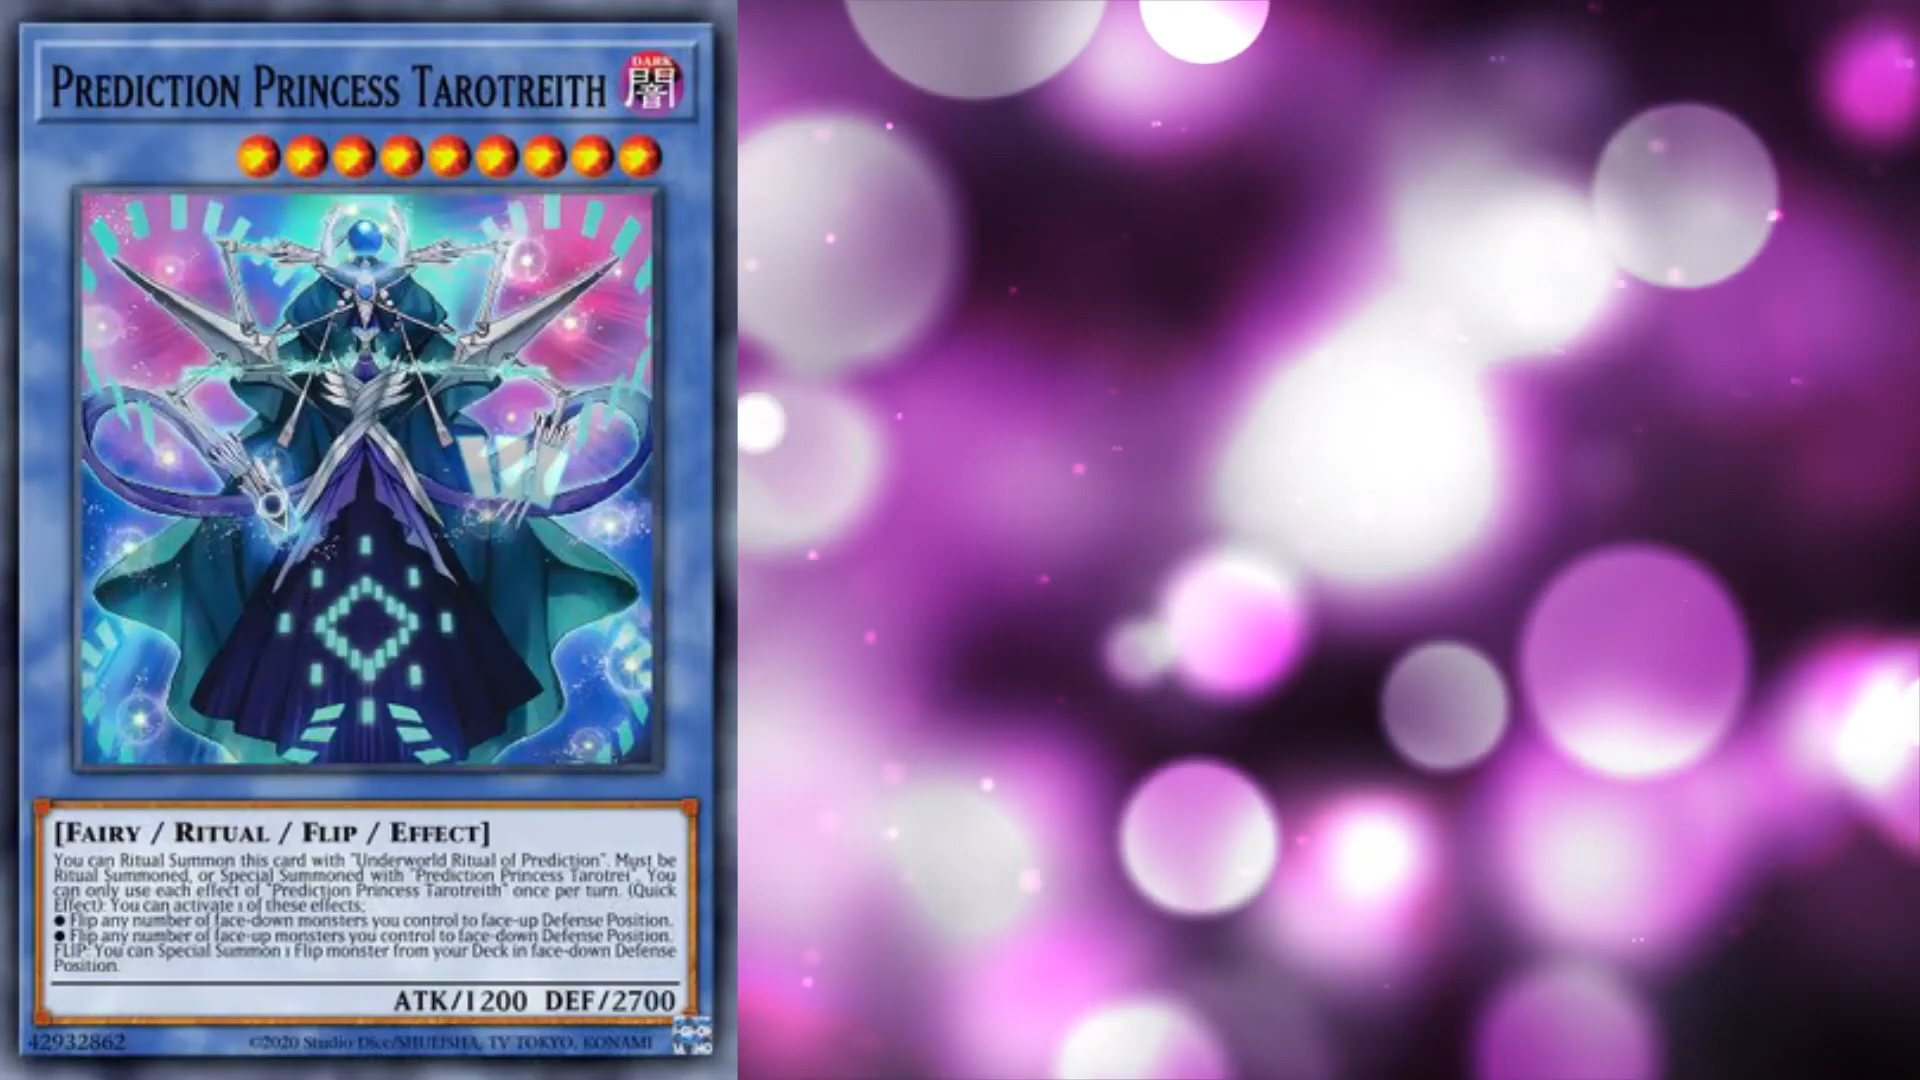 PREDICTION PRINCESS TAROTREITH
DARK
闇
[FAIRY / RITUAL / FLIP / EFFECT]
You can Ritual Summon this card with "Underworld Ritual of Prediction". Must be
Ritual Summoned, or Special Summoned with "Prediction Princess Tarotrei". You
can only use each effect of "Prediction Princess Tarotreith" once per turn. (Quick
Effect): You can activate 1 of these effects;
● Flip any number of face-down monsters you control to face-up Defense Position.
● Flip any number of face-up monsters you control to face-down Defense Position.
FLIP: You can Special Summon 1 Flip monster from your Deck in face-down Defense
Position.
ATK/1200 DEF/2700
42932862
©2020 Studio Dice/SHUEISHA, TV TOKYO, KONAMI